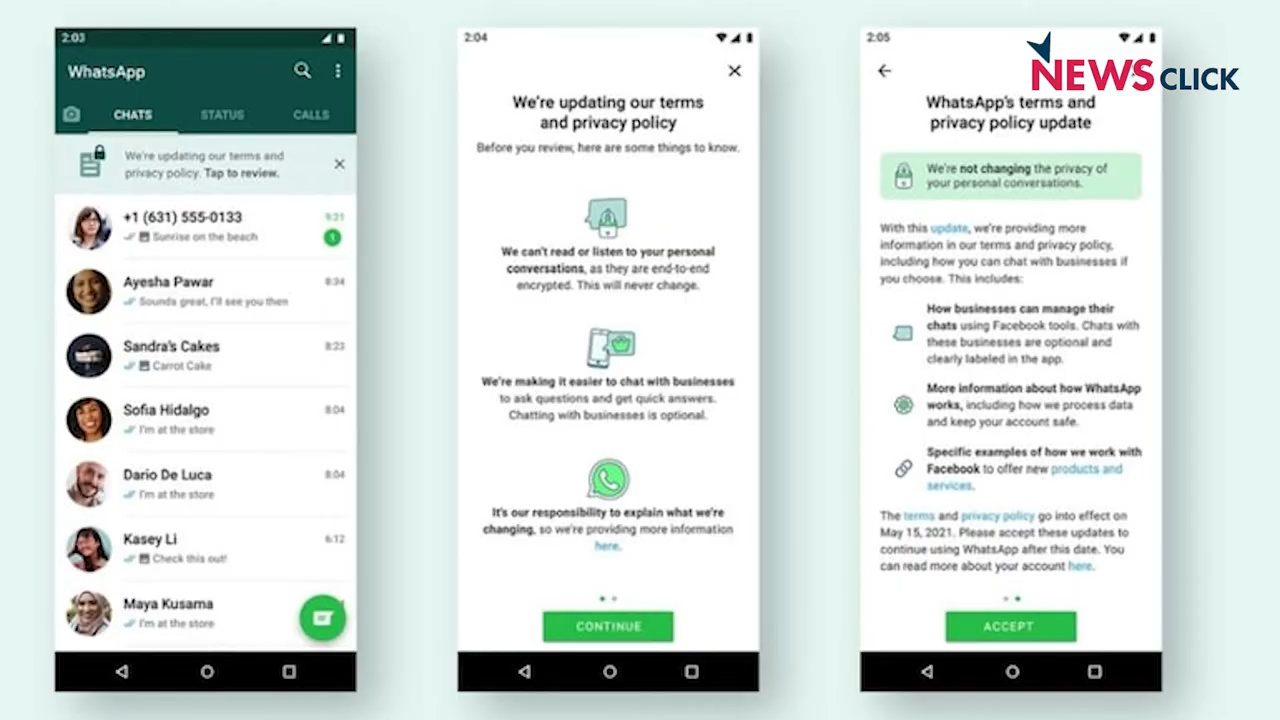 2:03
WhatsApp
CHATS
STATUS
CALLS
We're updating our terms and
privacy policy. Tap to review.
+1 (631) 555-0133
9:21
Sunrise on the beach
1
Ayesha Pawar
8:34
Sounds great, I'll see you then
Sandra's Cakes
8:23
Carrot Cake
Sofia Hidalgo
8:04
I'm at the store
Dario De Luca
8:04
I'm at the store
Kasey Li
6:12
Check this out!
Maya Kusama
I'm at the store
2:04
We're updating our terms
and privacy policy
Before you review, here are some things to know.
We can't read or listen to your personal
conversations, as they are end-to-end
encrypted. This will never change.
We're making it easier to chat with businesses
to ask questions and get quick answers.
Chatting with businesses is optional.
It's our responsibility to explain what we're
changing, so we're providing more information
here.
CONTINUE
2:05
NEWSCLICK
WhatsApp's terms and
privacy policy update
We're not changing the privacy of
your personal conversations.
With this update, we're providing more
information in our terms and privacy policy,
including how you can chat with businesses if
you choose. This includes:
How businesses can manage their
chats using Facebook tools. Chats with
these businesses are optional and
clearly labeled in the app.
More information about how WhatsApp
works, including how we process data
and keep your account safe.
Specific examples of how we work with
Facebook to offer new products and
services.
The terms and privacy policy go into effect on
May 15, 2021. Please accept these updates to
continue using WhatsApp after this date. You
can read more about your account here.
ACCEPT